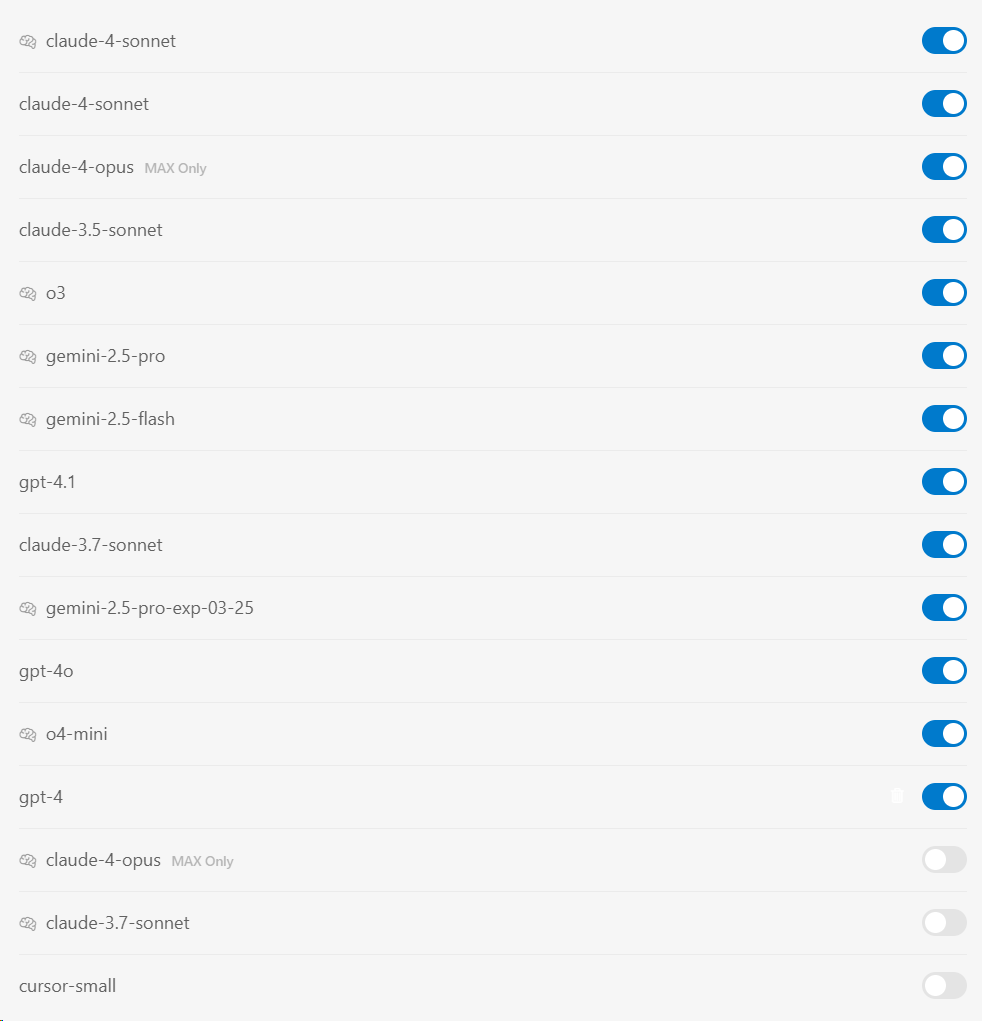 claude-4-sonnet
claude-4-sonnet
claude-4-opus MAX Only
claude-3.5-sonnet
o3
gemini-2.5-pro
gemini-2.5-flash
gpt-4.1
claude-3.7-sonnet
gemini-2.5-pro-exp-03-25
gpt-4o
o4-mini
gpt-4
claude-4-opus MAX Only
claude-3.7-sonnet
cursor-small